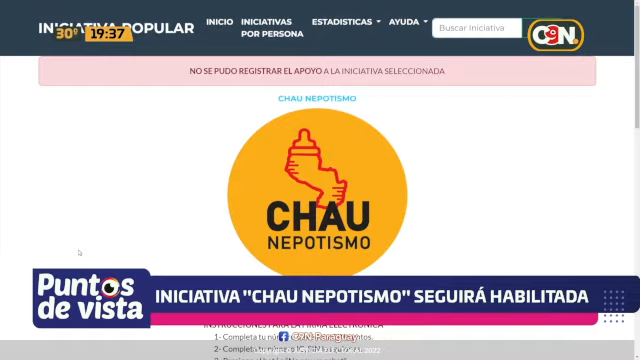 INICIATIVA POPULAR
INICIO
INICIATIVAS
POR PERSONA
ESTADISTICAS
AYUDA
Buscar Iniciativa
30º
19:37
C9N
NO SE PUDO REGISTRAR EL APOYO A LA INICIATIVA SELECCIONADA
CHAU NEPOTISMO
CHAU
NEPOTISMO
Puntos
de vista
INICIATIVA "CHAU NEPOTISMO" SEGUIRÁ HABILITADA
INSTRUCCIONES PARA LA FIRMA ELECTRONICA
C9N Paraguay
1- Completa tu
2- Completa tu